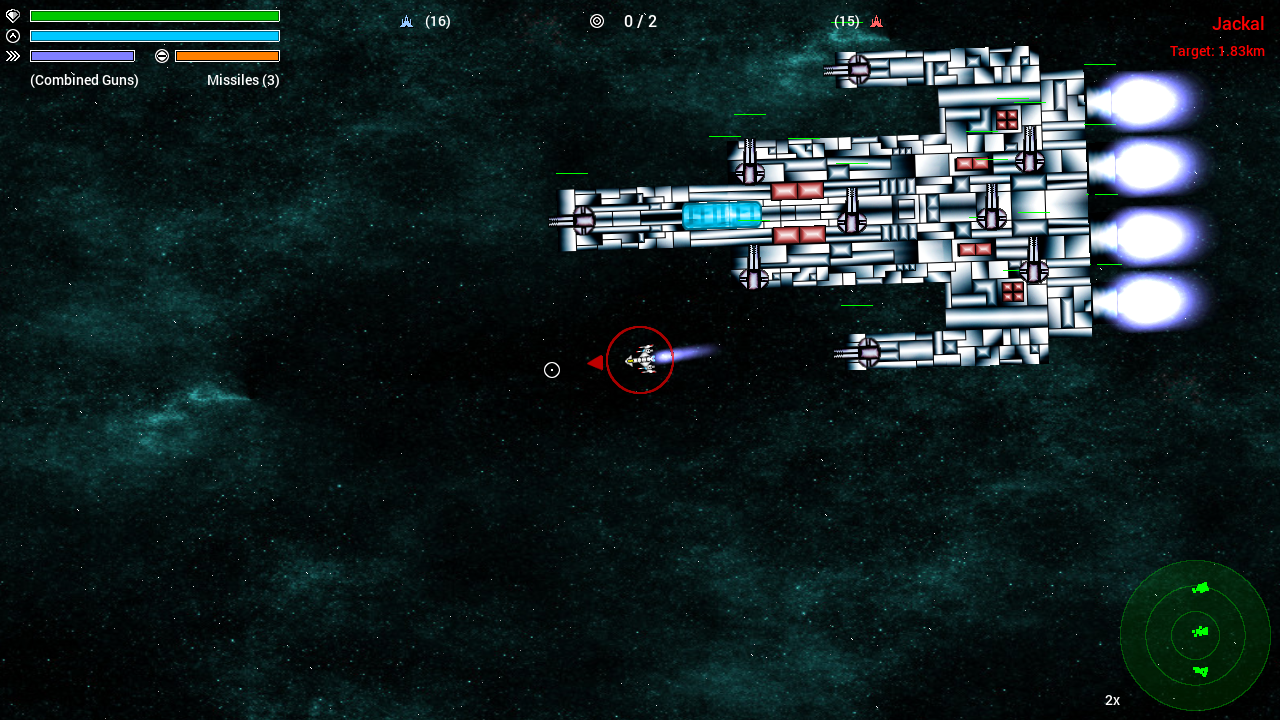 (16)
0 / 2
(15)
Jackal
Target: 1.83km
(Combined Guns)
Missiles (3)
2x